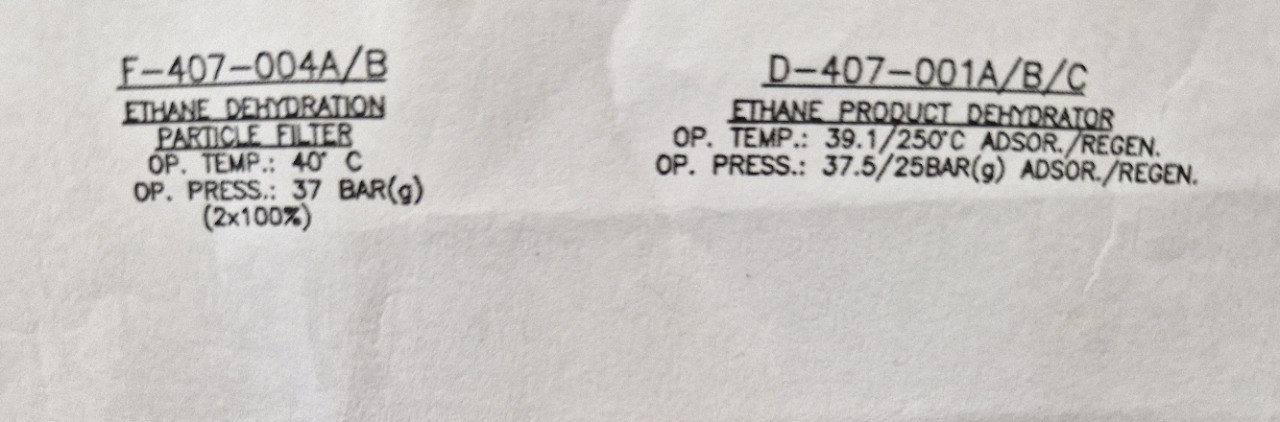 F-407-004A/B
ETHANE DEHYDRATION
PARTICLE FILTER
OP. TEMP.: 40° C
OP. PRESS.: 37 BAR(g)
(2x100%)
D-407-001A/B/C
ETHANE PRODUCT DEHYDRATOR
OP. TEMP.: 39.1/250°C ADSOR./REGEN.
OP. PRESS.: 37.5/25BAR(g) ADSOR./REGEN.